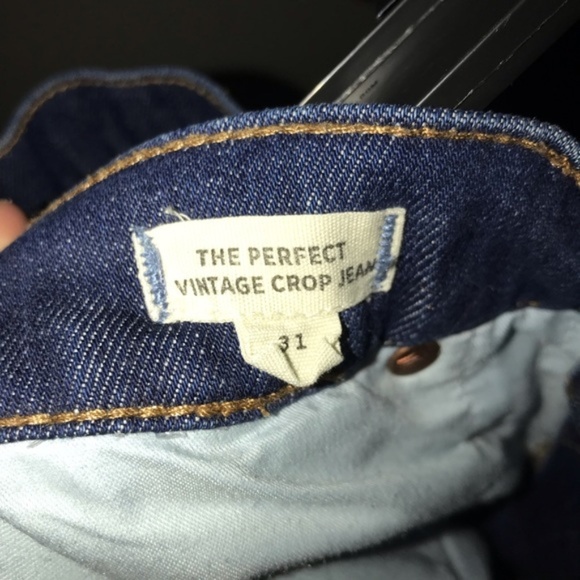 THE PERFECT
VINTAGE CROP JEAN
31